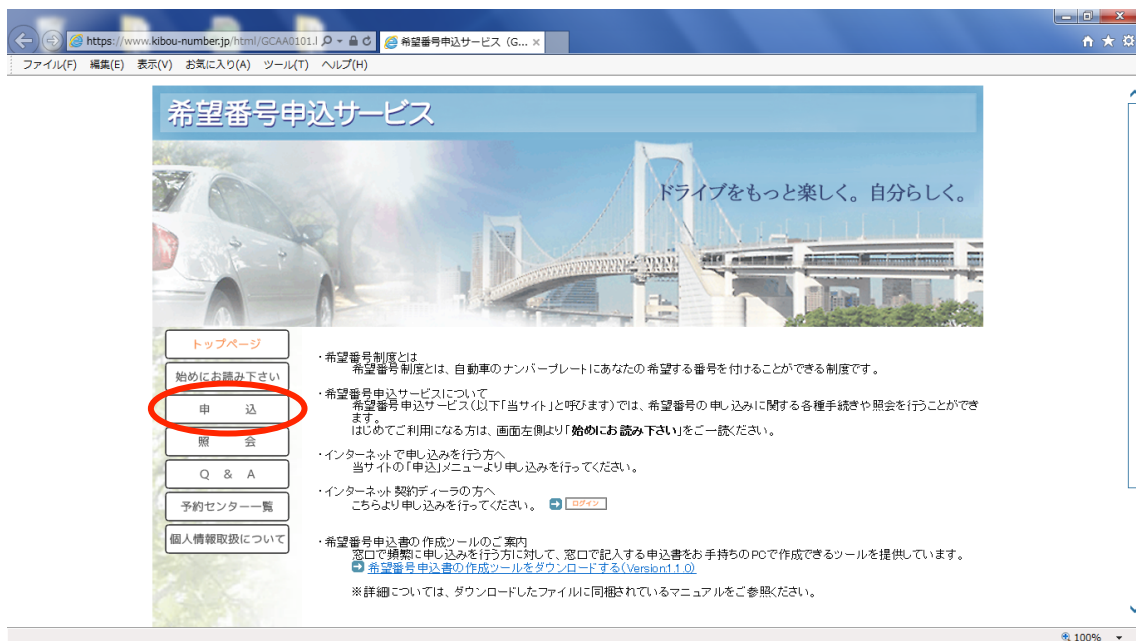 https://www.kibou-number.jp/html/GCAA0101.l
希望番号申込サービス（G...
ファイル(F) 編集(E) 表示(V) お気に入り(A) ツール(T) ヘルプ(H)
希望番号申込サービス
ドライブをもっと楽しく。自分らしく。
トップページ
始めにお読み下さい
申 込
照 会
Q & A
予約センター一覧
個人情報取扱について
・希望番号制度とは
希望番号制度とは、自動車のナンバープレートにあなたの希望する番号を付けることができる制度です。
・希望番号申込サービスについて
希望番号申込サービス(以下「当サイト」と呼びます)では、希望番号の申し込みに関する各種手続きや照会を行うことができ
ます。
はじめてご利用になる方は、画面左側より「始めにお読み下さい」をご一読ください。
・インターネットで申し込みを行う方へ
当サイトの「申込」メニューより申し込みを行ってください。
・インターネット契約ディーラの方へ
こちらより申し込みを行ってください。 ログイン
・希望番号申込書の作成ツールのご案内
窓口で頻繁に申し込みを行う方に対して、窓口で記入する申込書をお手持ちのPCで作成できるツールを提供しています。
希望番号申込書の作成ツールをダウンロードする(Version1.1.0)
※詳細については、ダウンロードしたファイルに同梱されているマニュアルをご参照ください。
100%